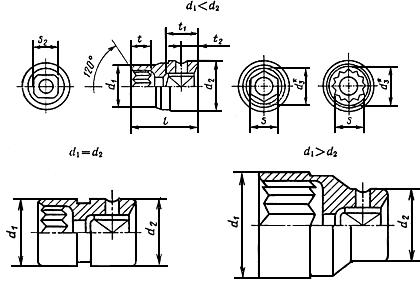 d₁<d₂
t₁
s₂
t
t₂
120°
d₁
d₂
d₃*
d₃*
l
s
s
d₁=d₂
d₁>d₂
d₁
d₂
d₁
d₂